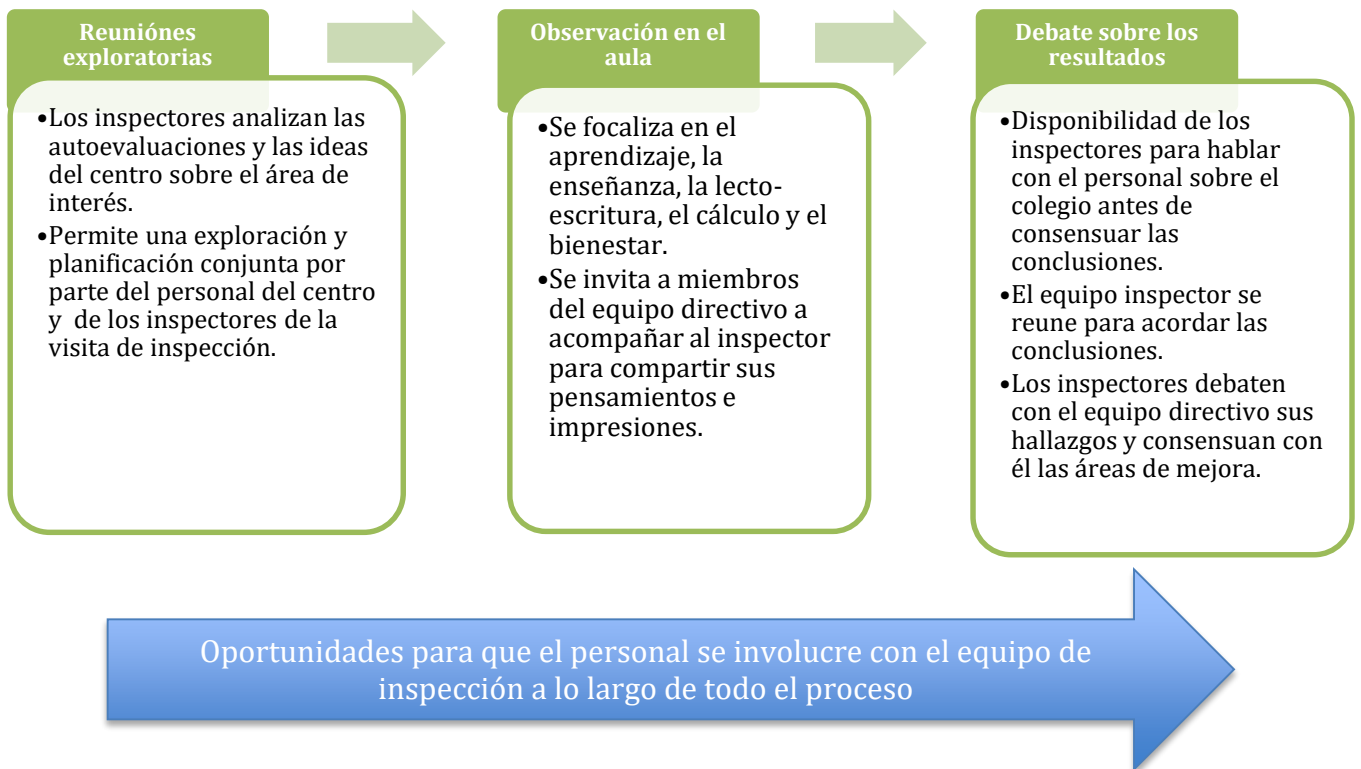 Reuniónes
exploratorias
•Los inspectores analizan las
autoevaluaciones y las ideas
del centro sobre el área de
interés.
•Permite una exploración y
planificación conjunta por
parte del personal del centro
y  de los inspectores de la
visita de inspección.
Observación en el
aula
•Se focaliza en el
aprendizaje, la
enseñanza, la lecto-
escritura, el cálculo y el
bienestar.
•Se invita a miembros
del equipo directivo a
acompañar al inspector
para compartir sus
pensamientos e
impresiones.
Debate sobre los
resultados
•Disponibilidad de los
inspectores para hablar
con el personal sobre el
colegio antes de
consensuar las
conclusiones.
•El equipo inspector se
reune para acordar las
conclusiones.
•Los inspectores debaten
con el equipo directivo sus
hallazgos y consensuan con
él las áreas de mejora.
Oportunidades para que el personal se involucre con el equipo de
inspección a lo largo de todo el proceso